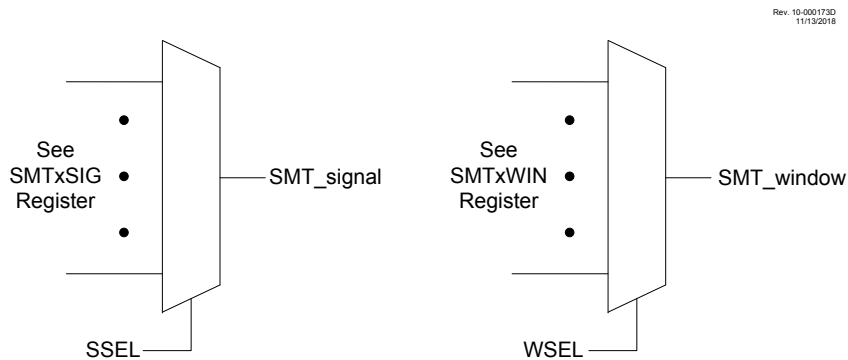 Rev. 10-000173D
11/13/2018
See
SMTxSIG
Register
SMT_signal
SSEL
See
SMTxWIN
Register
SMT_window
WSEL